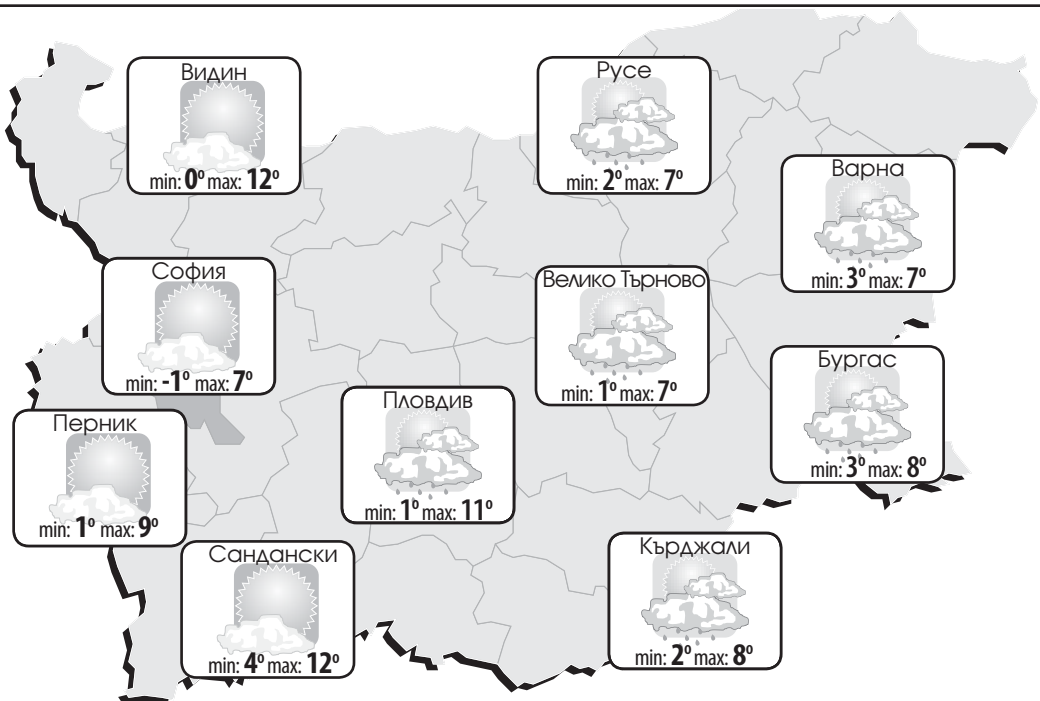 Видин
min: 0° max: 12°
Русе
min: 2° max: 7°
Варна
min: 3° max: 7°
София
min: -1° max: 7°
Велико Търново
min: 1° max: 7°
Бургас
min: 3° max: 8°
Пловдив
min: 1° max: 11°
Перник
min: 1° max: 9°
Сандански
min: 4° max: 12°
Кърджали
min: 2° max: 8°